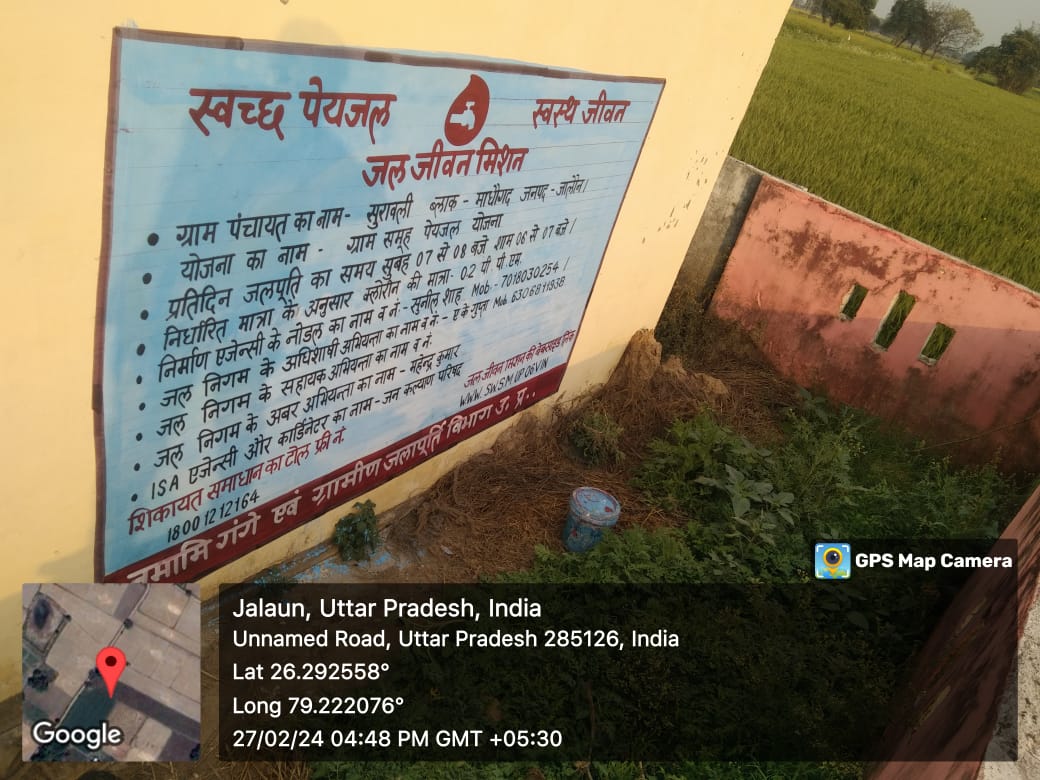 स्वच्छ पेयजल
स्वस्थ जीवन
जल जीवन मिशन
• ग्राम पंचायत का नाम - सुरावली ब्लाक - माधौगढ जनपद - जालौन।
• योजना का नाम - ग्राम समूह पेयजल योजना
• प्रतिदिन जलपूर्ति का समय सुबह 07 से 08 बजे शाम 06 से 07 बजे।
• निर्धारित मात्रा के अनुसार क्लोरीन की मात्रा - 02 पी.पी.एम.
• निर्माण एजेन्सी के नोडल का नाम व नं - सुनील शाह Mob.- 7018030254।
• जल निगम के अधिशाषी अभियन्ता का नाम व नं - ए के गुप्ता Mob. 6306811938
• जल निगम के सहायक अभियन्ता का नाम व नं:
• जल निगम के अबर अभियन्ता का नाम - महेन्द्र कुमार
• ISA एजेन्सी और कार्डिनेटर का नाम - जन कल्याण परिषद
जल जीवन मिशन की बेबसाइड लिंक
WWW. SW.S.M UP.OG.VIN
शिकायत समाधान का टोल फ्री नं.
18001212164
नमामि गंगे एवं ग्रामीण जलापूर्ति विभाग उ. प्र..
GPS Map Camera
Jalaun, Uttar Pradesh, India
Unnamed Road, Uttar Pradesh 285126, India
Lat 26.292558°
Long 79.222076°
27/02/24 04:48 PM GMT +05:30
Google